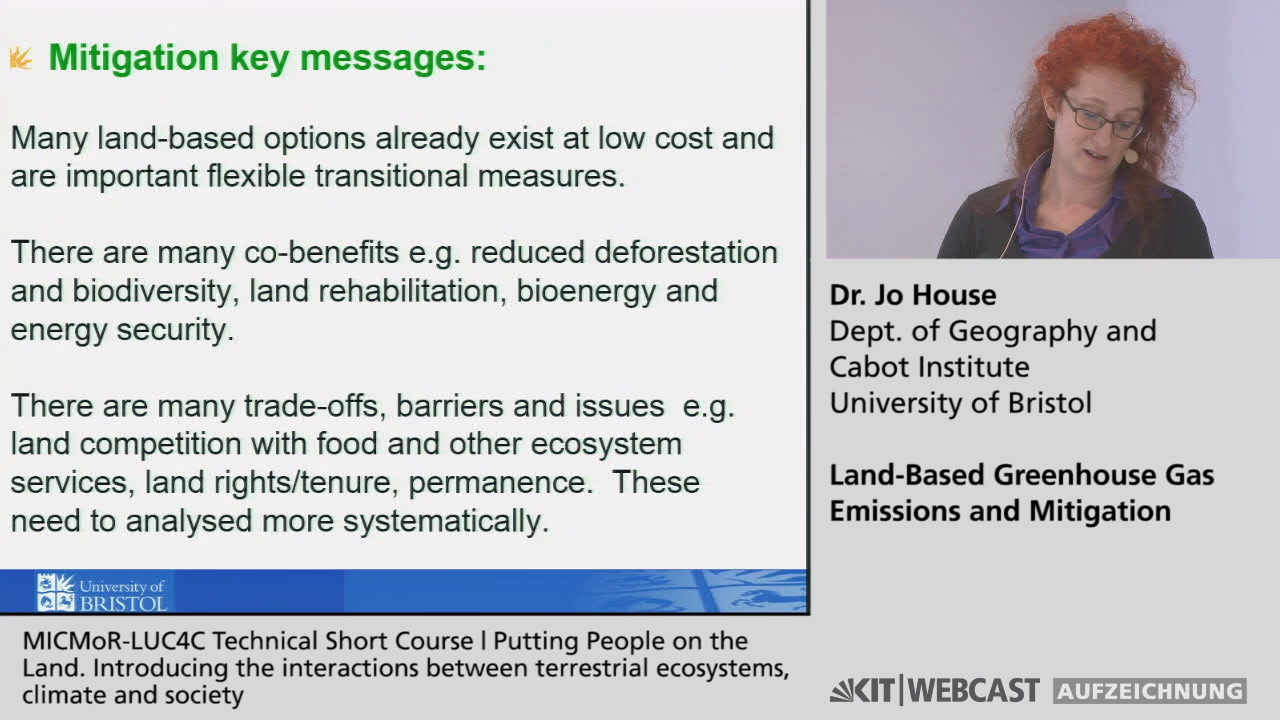 Mitigation key messages:
Many land-based options already exist at low cost and
are important flexible transitional measures.
There are many co-benefits e.g. reduced deforestation
and biodiversity, land rehabilitation, bioenergy and
energy security.
There are many trade-offs, barriers and issues  e.g.
land competition with food and other ecosystem
services, land rights/tenure, permanence.  These
need to analysed more systematically.
University of
BRISTOL
MICMoR-LUC4C Technical Short Course | Putting People on the
Land. Introducing the interactions between terrestrial ecosystems,
climate and society
Dr. Jo House
Dept. of Geography and
Cabot Institute
University of Bristol
Land-Based Greenhouse Gas
Emissions and Mitigation
KIT|WEBCAST AUFZEICHNUNG